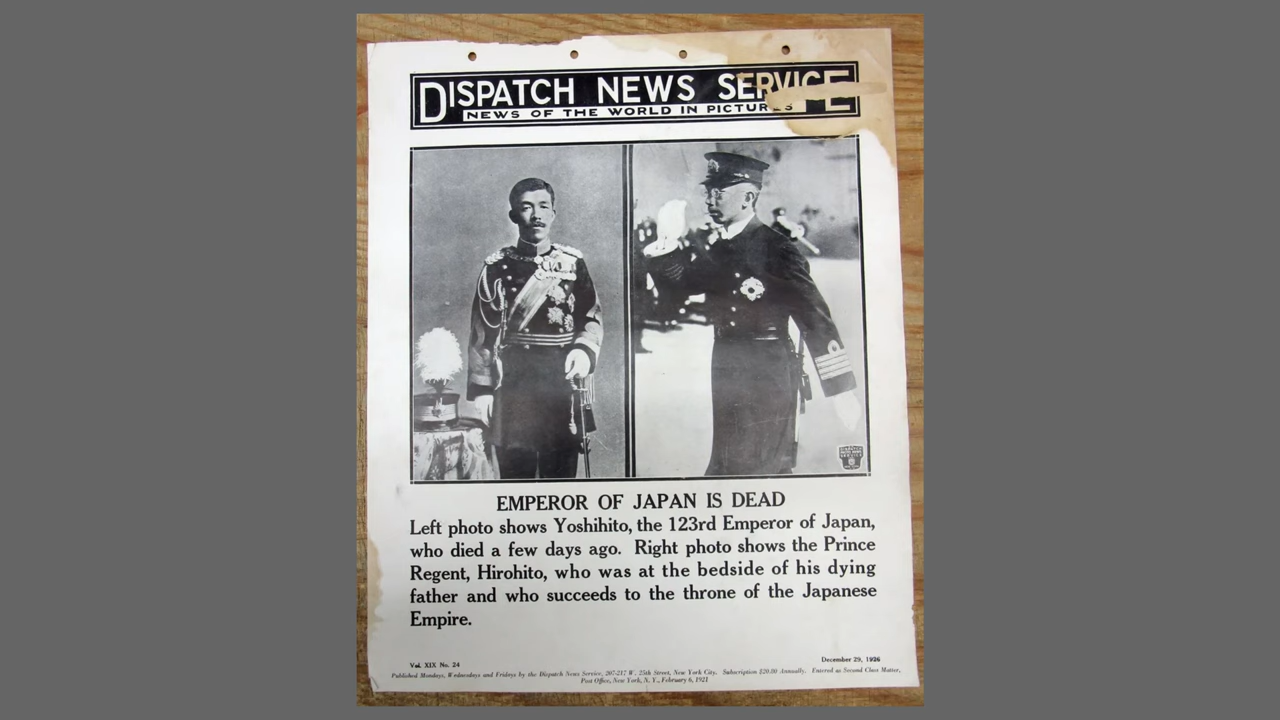 DISPATCH NEWS SERVICE
NEWS OF THE WORLD IN PICTURES
DISPATCH
PHOTO NEWS
SERVICE
EMPEROR OF JAPAN IS DEAD
Left photo shows Yoshihito, the 123rd Emperor of Japan,
who died a few days ago. Right photo shows the Prince
Regent, Hirohito, who was at the bedside of his dying
father and who succeeds to the throne of the Japanese
Empire.
Vol. XIX No. 24
December 29, 1926
Published Mondays, Wednesdays and Fridays by the Dispatch News Service, 207-217 W. 25th Street, New York City. Subscription $20.00 Annually. Entered as Second Class Matter,
Post Office, New York, N. Y., February 6, 1921